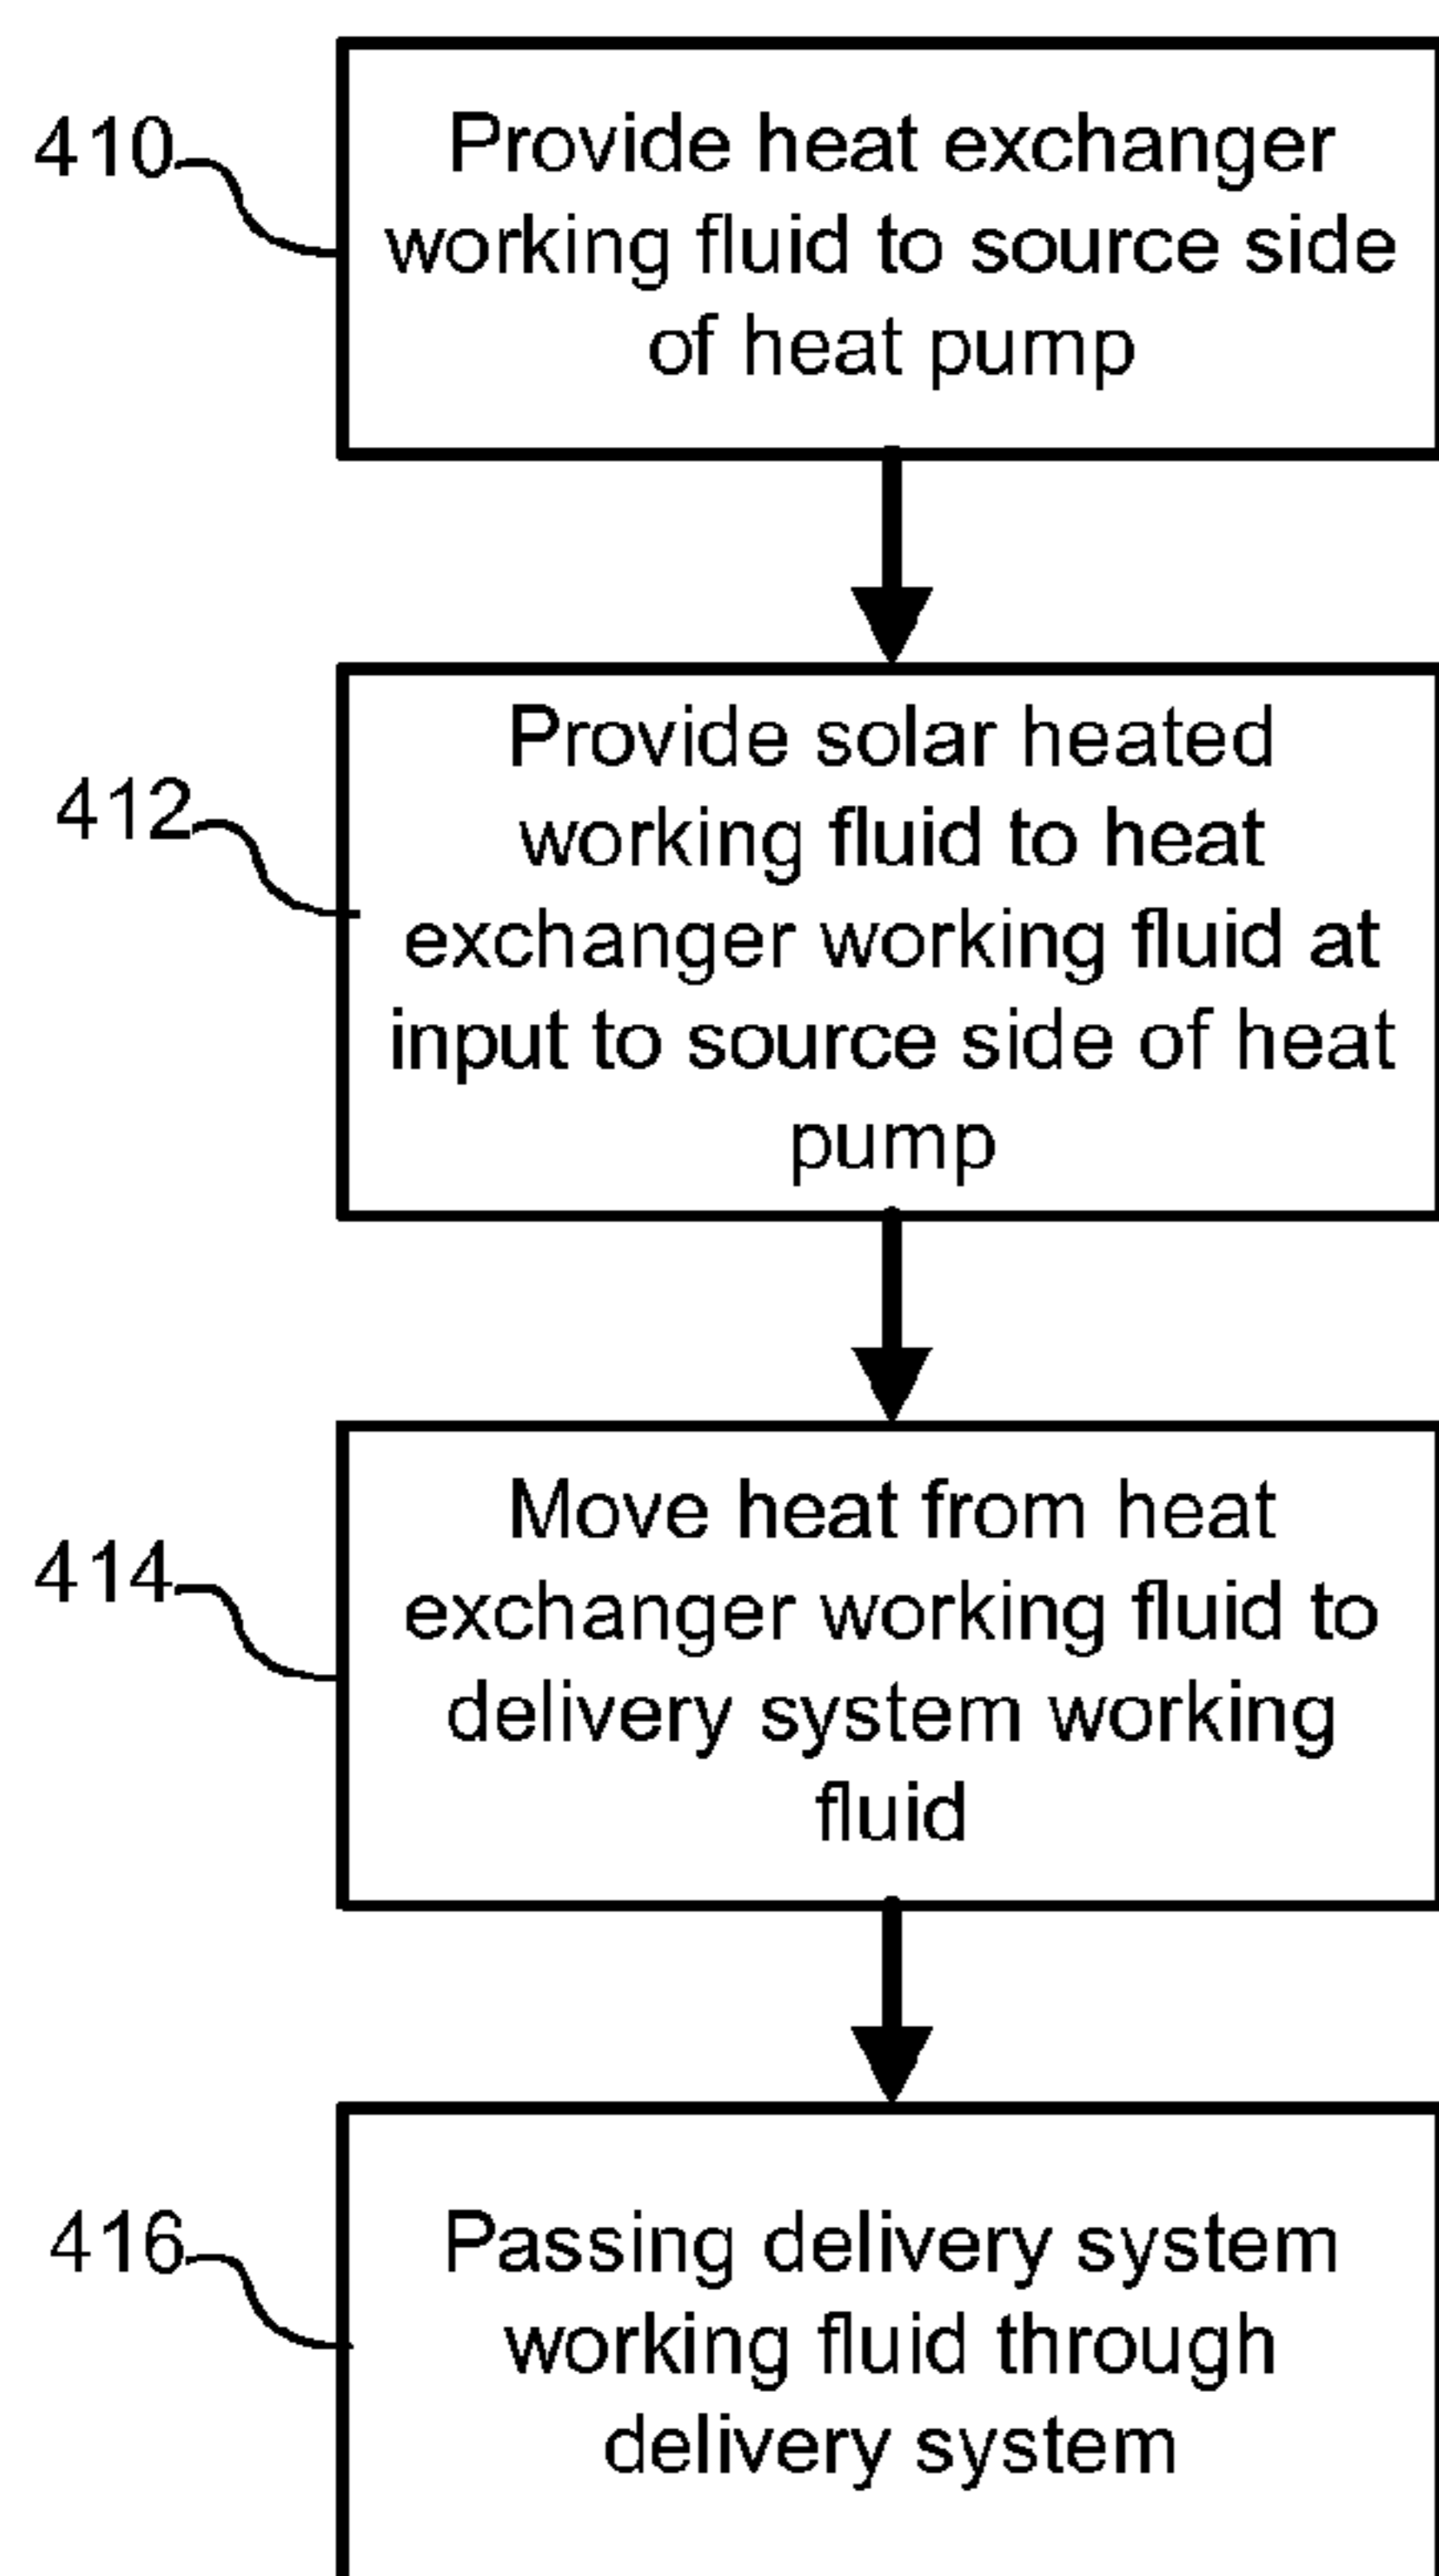 410
Provide heat exchanger
working fluid to source side
of heat pump
412
Provide solar heated
working fluid to heat
exchanger working fluid at
input to source side of heat
pump
414
Move heat from heat
exchanger working fluid to
delivery system working
fluid
416
Passing delivery system
working fluid through
delivery system